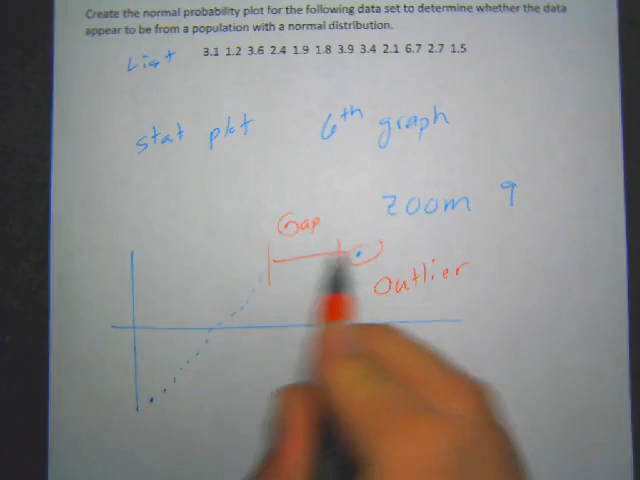 Create the normal probability plot for the following data set to determine whether the data
appear to be from a population with a normal distribution.
List 3.1 1.2 3.6 2.4 1.9 1.8 3.9 3.4 2.1 6.7 2.7 1.5
stat plot 6th graph
zoom 9
Gap
Outlier